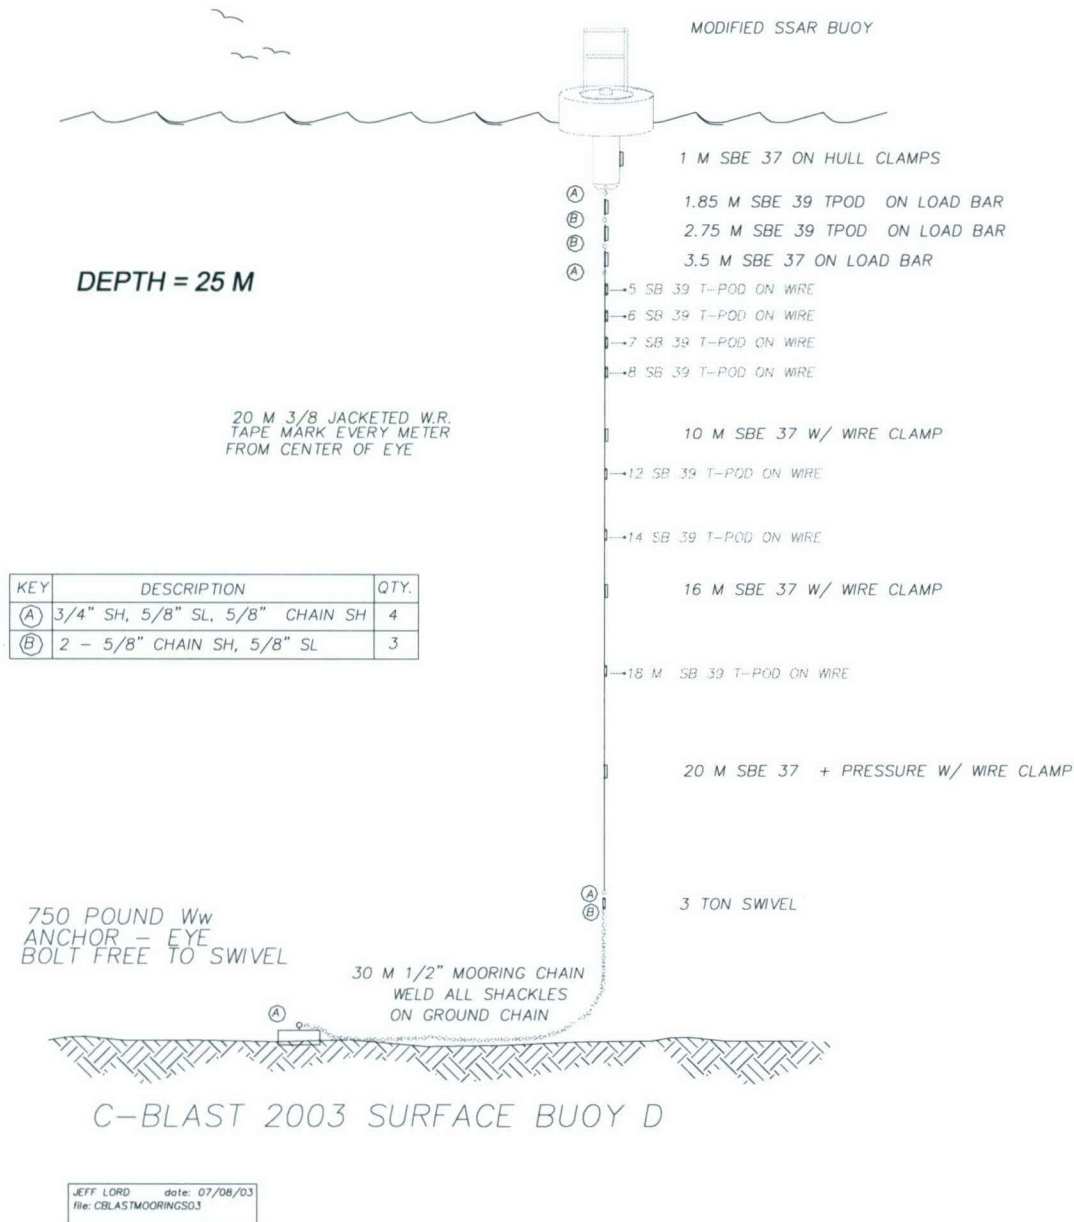 MODIFIED SSAR BUOY
1 M SBE 37 ON HULL CLAMPS
A
1.85 M SBE 39 TPOD ON LOAD BAR
B
2.75 M SBE 39 TPOD ON LOAD BAR
B
3.5 M SBE 37 ON LOAD BAR
A
DEPTH = 25 M
5 SB 39 T-POD ON WIRE
6 SB 39 T-POD ON WIRE
7 SB 39 T-POD ON WIRE
8 SB 39 T-POD ON WIRE
20 M 3/8 JACKETED W.R.
TAPE MARK EVERY METER
FROM CENTER OF EYE
10 M SBE 37 W/ WIRE CLAMP
12 SB 39 T-POD ON WIRE
14 SB 39 T-POD ON WIRE
KEY DESCRIPTION QTY.
A 3/4" SH, 5/8" SL, 5/8" CHAIN SH 4
B 2 - 5/8" CHAIN SH, 5/8" SL 3
16 M SBE 37 W/ WIRE CLAMP
18 M SB 39 T-POD ON WIRE
20 M SBE 37 + PRESSURE W/ WIRE CLAMP
A
B
3 TON SWIVEL
750 POUND Ww
ANCHOR - EYE
BOLT FREE TO SWIVEL
30 M 1/2" MOORING CHAIN
WELD ALL SHACKLES
ON GROUND CHAIN
A
C-BLAST 2003 SURFACE BUOY D
JEFF LORD date: 07/08/03
file: CBLASTMOORINGS03